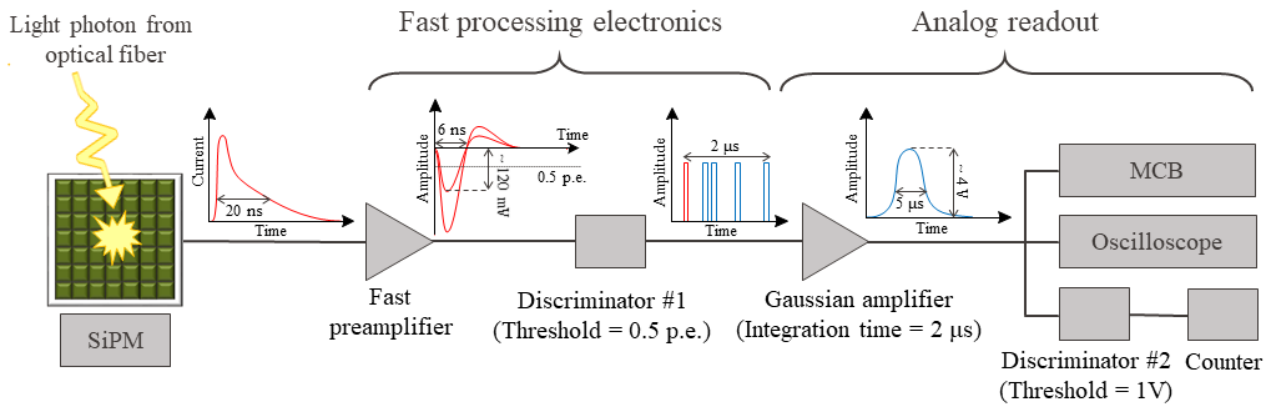 Light photon from
optical fiber
Fast processing electronics
Analog readout
Current
20 ns
Time
Amplitude
6 ns
Time
0.5 p.e.
~ 120 mV
Amplitude
2 μs
Time
Amplitude
5 μs
~ 4 V
Time
MCB
Oscilloscope
SiPM
Fast
preamplifier
Discriminator #1
(Threshold = 0.5 p.e.)
Gaussian amplifier
(Integration time = 2 μs)
Discriminator #2
(Threshold = 1V)
Counter